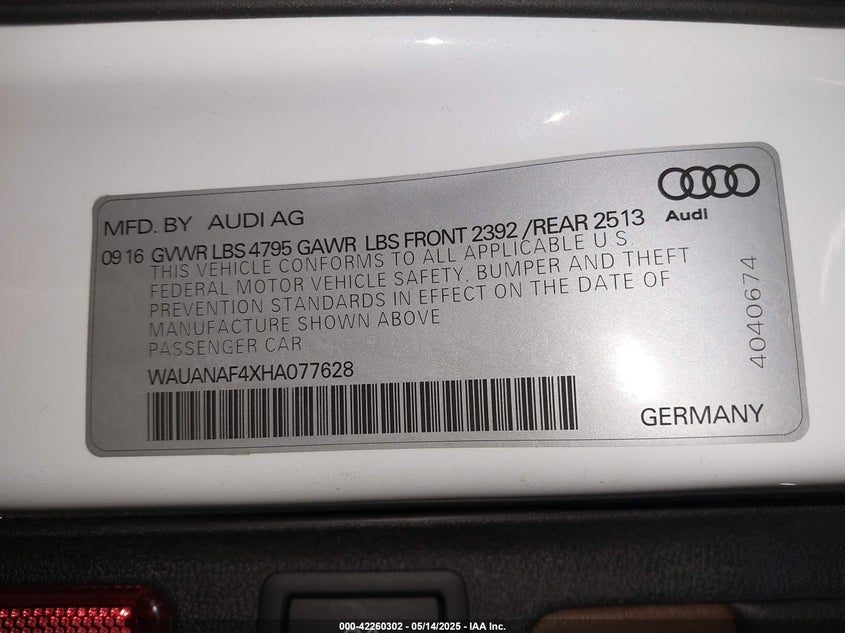 MFD. BY AUDI AG
Audi
09 16 GVWR LBS 4795 GAWR LBS FRONT 2392 /REAR 2513
THIS VEHICLE CONFORMS TO ALL APPLICABLE U.S.
FEDERAL MOTOR VEHICLE SAFETY, BUMPER AND THEFT
PREVENTION STANDARDS IN EFFECT ON THE DATE OF
MANUFACTURE SHOWN ABOVE
PASSENGER CAR
4040674
WAUANAF4XHA077628
GERMANY
000-42260302 - 05/14/2025 - IAA Inc.